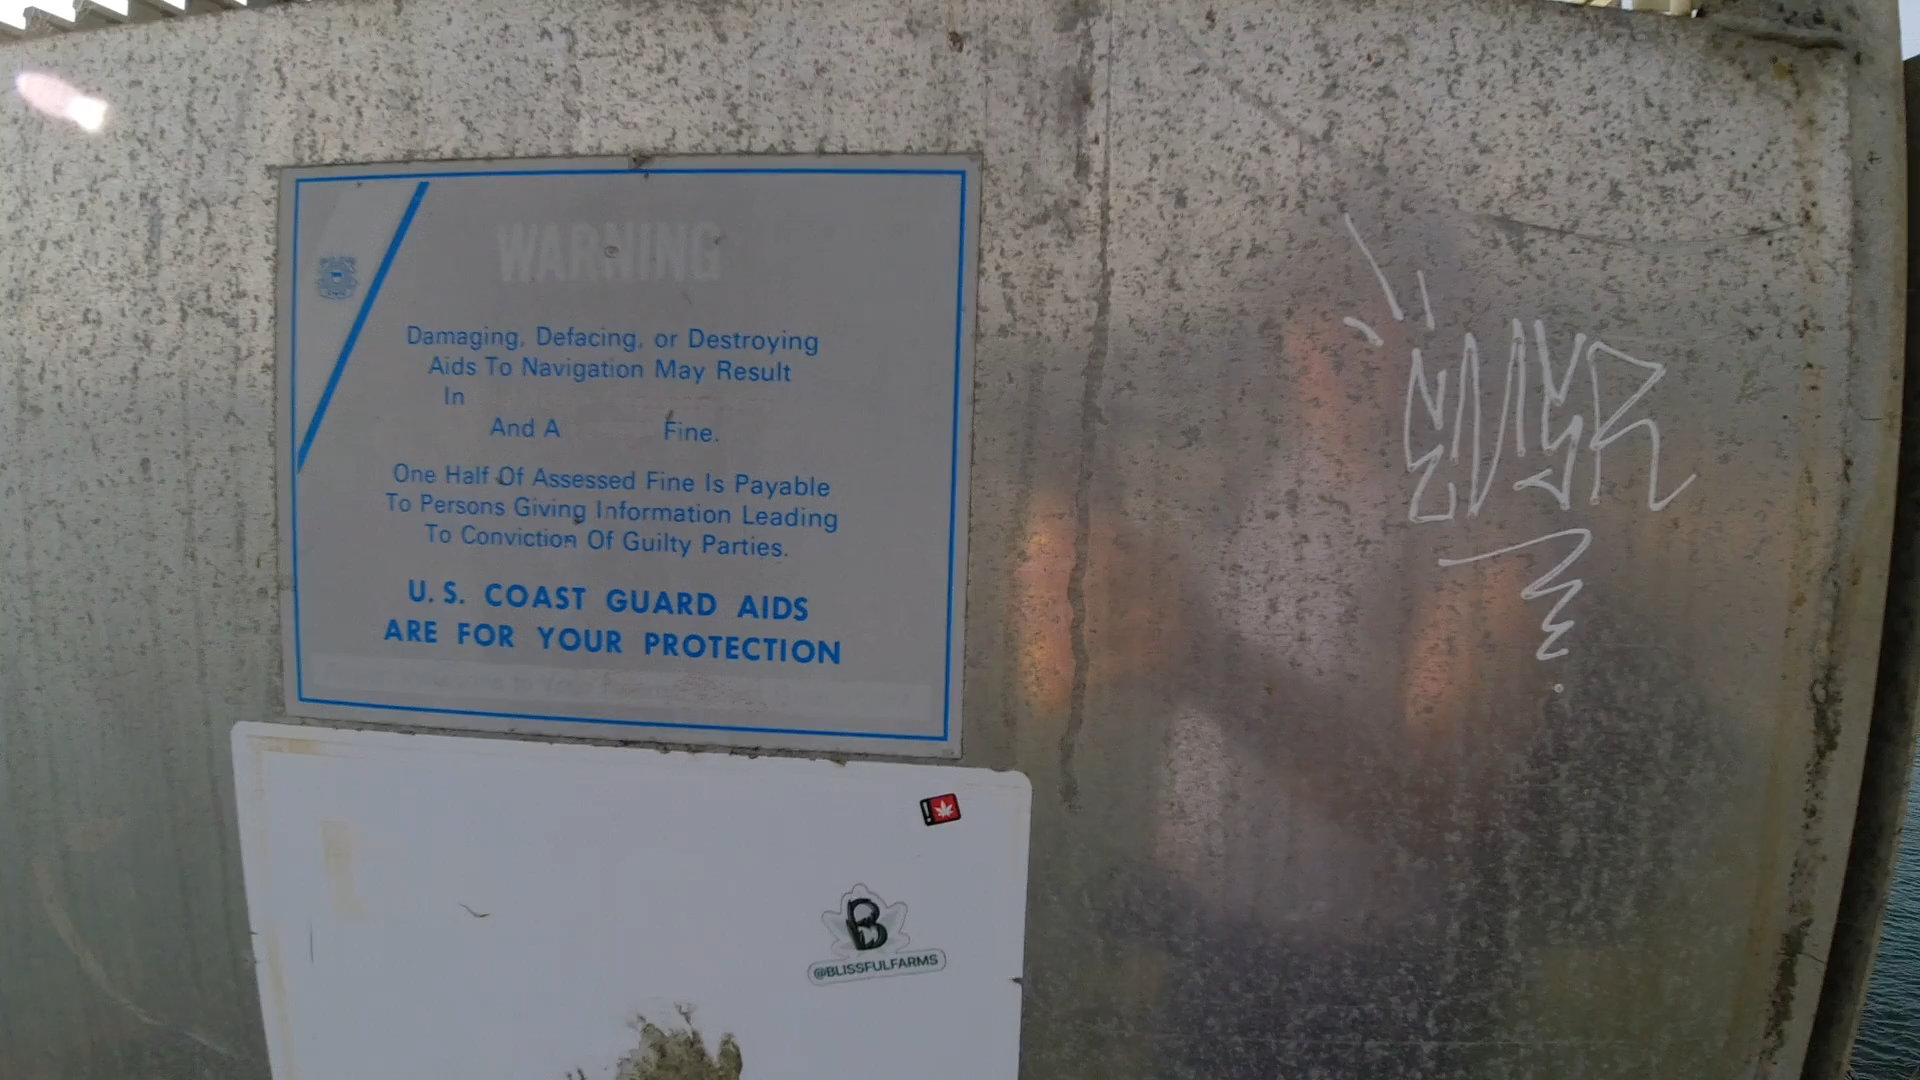 WARNING
Damaging, Defacing, or Destroying
Aids To Navigation May Result
In
And A Fine.
One Half Of Assessed Fine Is Payable
To Persons Giving Information Leading
To Conviction Of Guilty Parties.
U.S. COAST GUARD AIDS
ARE FOR YOUR PROTECTION
!
B
@BLISSFULFARMS